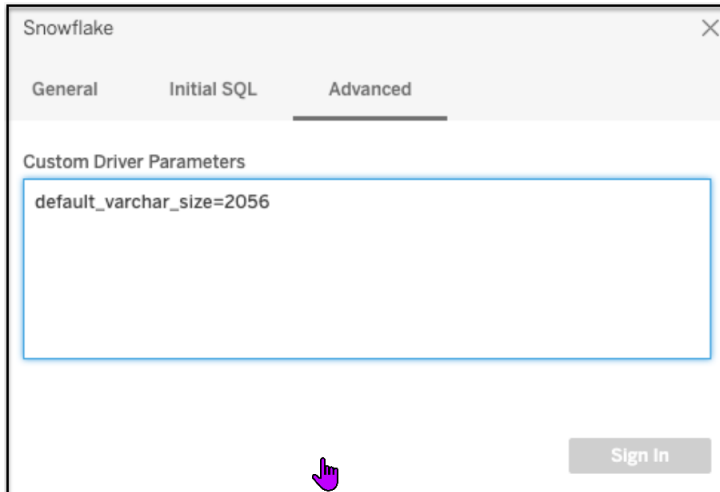 Snowflake
General Initial SQL Advanced
Custom Driver Parameters
default_varchar_size=2056
Sign In